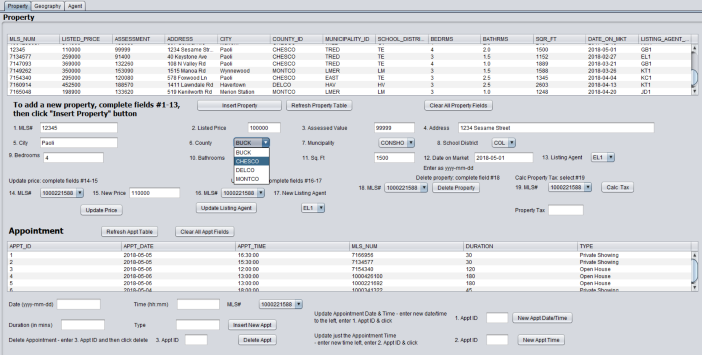 Property Geography Agent
Property
MLS_NUM LISTED_PRICE ASSESSMENT ADDRESS CITY COUNTY_ID MUNICIPALITY_ID SCHOOL_DISTRI... BEDRMS BATHRMS SQR_FT DATE_ON_MKT LISTING_AGENT_...
12345 110000 99999 1234 Sesame Str... Paoli CHESCO TRED TE 4 2.0 1500 2018-05-01 GB1
7134577 259000 91488 40 Keystone Ave Paoli CHESCO TRED TE 2 1.5 1152 2018-02-27 EL1
7147093 369000 132260 108 N Valley Rd Paoli CHESCO TRED TE 3 1.0 1889 2018-03-21 GB1
7149262 350000 153090 1515 Manoa Rd Wynnewood MONTCO LMER LM 3 1.5 1588 2018-03-26 KT1
7154340 295000 120080 578 Foxwood Ln Paoli CHESCO EAST TE 3 2.5 1345 2018-04-04 KC1
7160914 452500 188570 1411 Lawndale Rd Havertown DELCO HAV HV 3 2.5 2603 2018-04-13 KT1
7165048 198900 133520 519 Kenilworth Rd Merion Station MONTCO LMER LM 3 1.0 1248 2018-04-20 JD1
To add a new property, complete fields #1-13,
then click "Insert Property" button
Insert Property Refresh Property Table Clear All Property Fields
1. MLS# 12345 2. Listed Price 100000 3. Assessed Value 99999 4. Address 1234 Sesame Street
5. City Paoli 6. County BUCK 7. Municpality CONSHO 8. School District COL
BUCK
CHESCO
DELCO
MONTCO
9. Bedrooms 4 10. Bathrooms 11. Sq. Ft 1500 12. Date on Market 2018-05-01 13. Listing Agent EL1
Enter as yyyy-mm-dd
Update price: complete fields #14-15 complete fields #16-17 Delete property: complete field #18 Calc Property Tax: select #19
14. MLS# 1000221588 15. New Price 110000 16. MLS# 1000221588 17. New Listing Agent 18. MLS# 1000221588 Delete Property 19. MLS# 1000221588 Calc. Tax
Update Price Update Listing Agent EL1 Property Tax
Appointment Refresh Appt Table Clear All Appt Fields
APPT_ID APPT_DATE APPT_TIME MLS_NUM DURATION TYPE
1 2018-05-05 16:30:00 7166956 30 Private Showing
2 2018-05-05 15:30:00 7134577 30 Private Showing
3 2018-05-06 12:00:00 7154340 120 Open House
4 2018-05-06 13:00:00 1000426108 180 Open House
5 2018-05-06 13:00:00 1000221682 180 Open House
6 2018-05-04 18:00:00 1000341322 45 Private Showing
Date (yyyy-mm-dd) Time (hh:mm) MLS# 1000221588
Update Appointment Date & Time - enter new date/time
to the left, enter 1. Appt ID & click
1. Appt ID New Appt Date/Time
Duration (in mins) Type Insert New Appt
Delete Appointment - enter 3. Appt ID and then click delete 3. Appt ID Delete Appt
Update just the Appointment Time
- enter new time left, enter 2. Appt ID & click
2. Appt ID New Appt Time